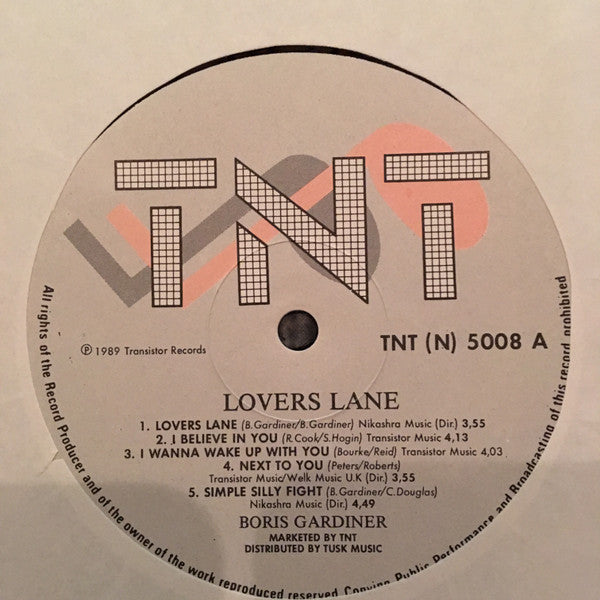 TNT
℗ 1989 Transistor Records
TNT (N) 5008 A
LOVERS LANE
1. LOVERS LANE (B.Gardiner/B.Gardiner) Nikashra Music (Dir.) 3,55
2. I BELIEVE IN YOU (R.Cook/S.Hogin) Transistor Music 4,13
3. I WANNA WAKE UP WITH YOU (Bourke/Reid) Transistor Music 4,03
4. NEXT TO YOU (Peters/Roberts)
Transistor Music/Welk Music U.K (Dir.) 3,55
5. SIMPLE SILLY FIGHT (B.Gardiner/C.Douglas)
Nikashra Music (Dir.) 4,49
BORIS GARDINER
MARKETED BY TNT
DISTRIBUTED BY TUSK MUSIC
All rights of the Record Producer and of the owner of the work reproduced reserved. Copying Public Performance and Broadcasting of this record prohibited